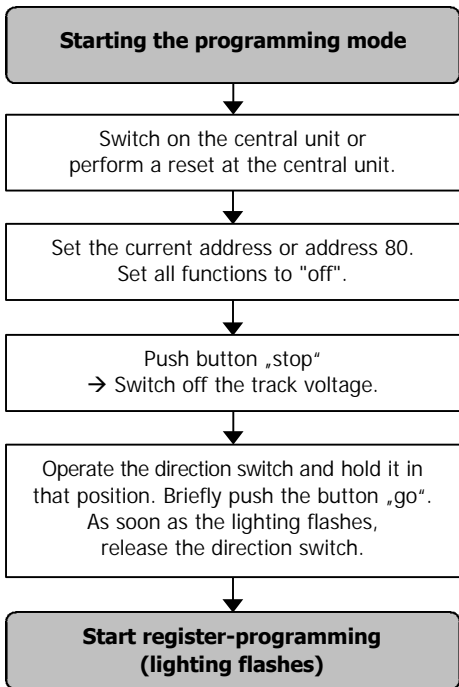 Starting the programming mode
Switch on the central unit or
perform a reset at the central unit.
Set the current address or address 80.
Set all functions to "off".
Push button „stop“
→ Switch off the track voltage.
Operate the direction switch and hold it in
that position. Briefly push the button „go“.
As soon as the lighting flashes,
release the direction switch.
Start register-programming
(lighting flashes)